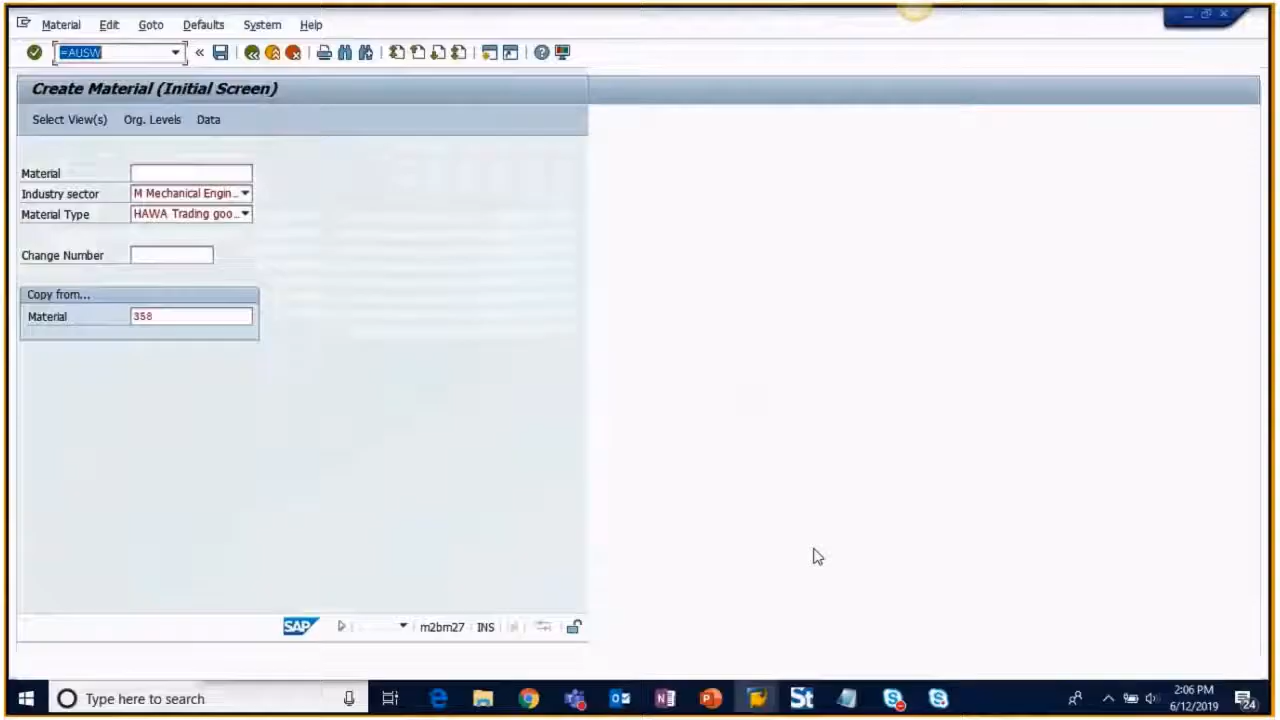 Material Edit Goto Defaults System Help
=AUSW
Create Material (Initial Screen)
Select View(s) Org. Levels Data
Material
Industry sector M Mechanical Engin...
Material Type HAWA Trading goo...
Change Number
Copy from...
Material 358
SAP m2bm27 INS
Type here to search
2:06 PM
6/12/2019
24